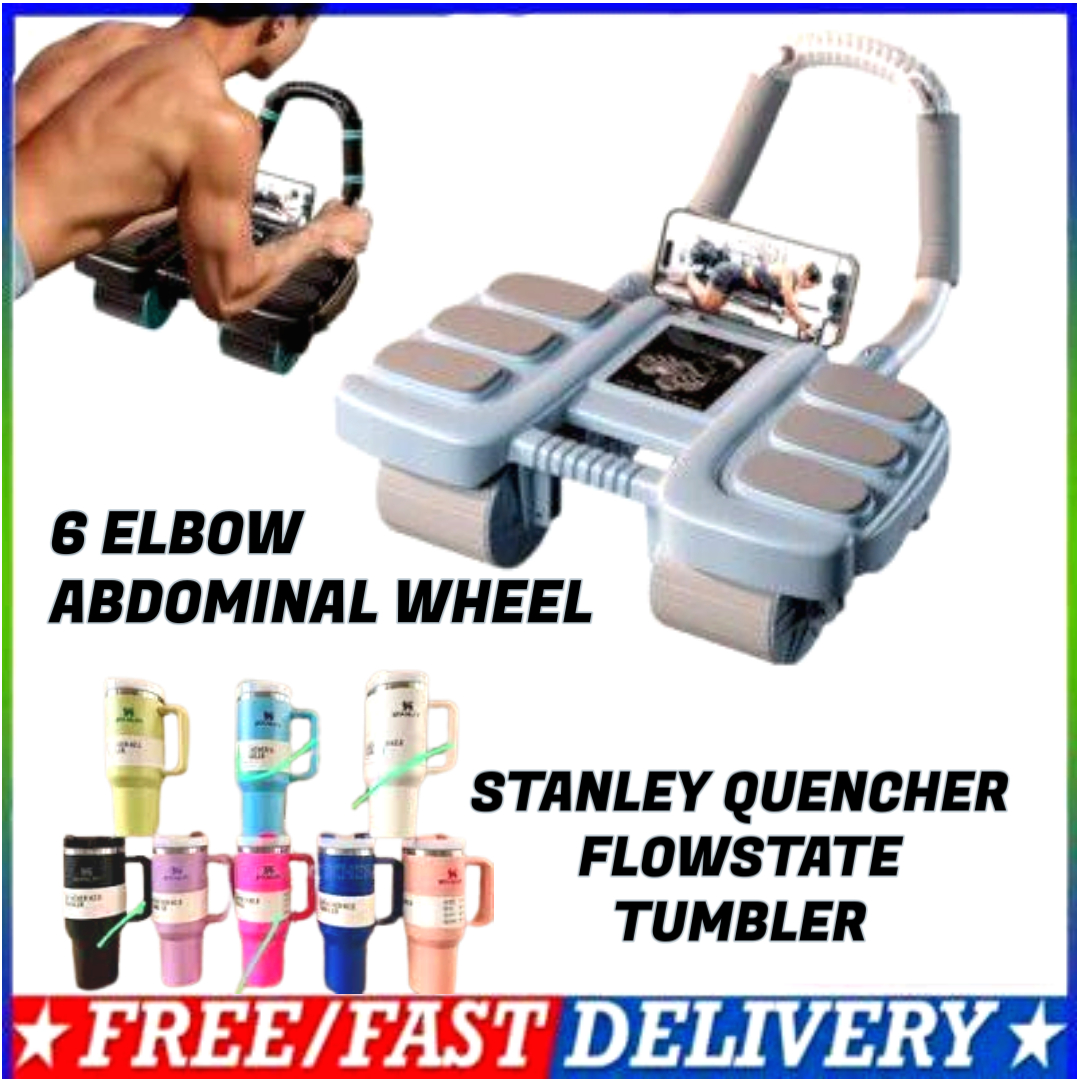 6 ELBOW
ABDOMINAL WHEEL
STANLEY QUENCHER
FLOWSTATE
TUMBLER
★ FREE/FAST DELIVERY ★